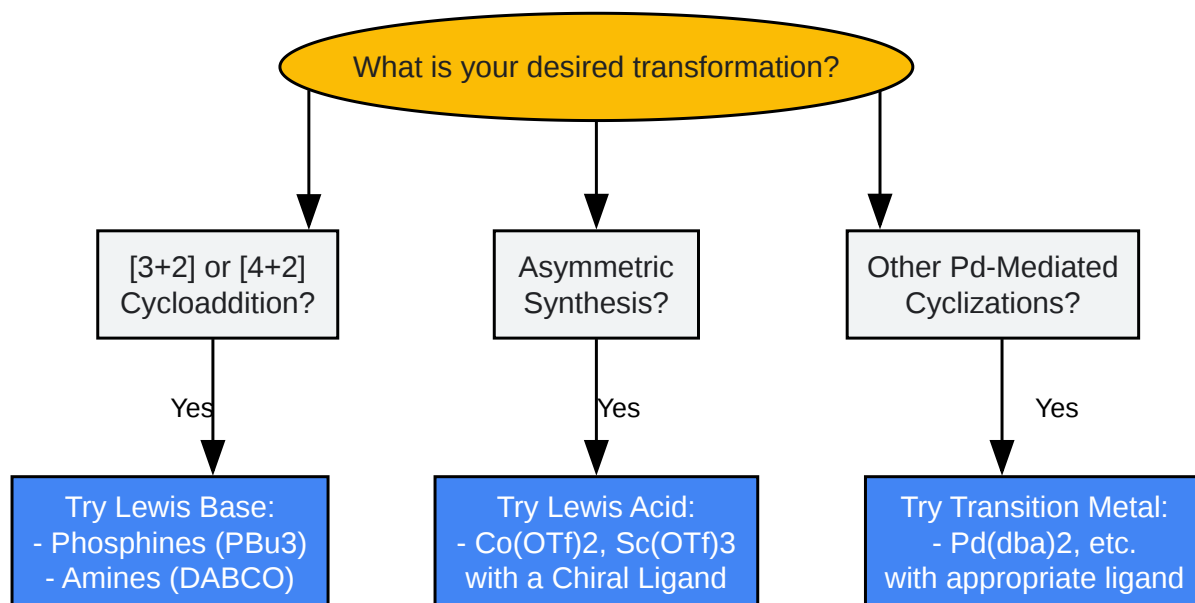 What is your desired transformation?
[3+2] or [4+2]
Cycloaddition?
Asymmetric
Synthesis?
Other Pd-Mediated
Cyclizations?
Yes
Yes
Yes
Try Lewis Base:
- Phosphines (PBu3)
- Amines (DABCO)
Try Lewis Acid:
- Co(OTf)2, Sc(OTf)3
with a Chiral Ligand
Try Transition Metal:
- Pd(dba)2, etc.
with appropriate ligand